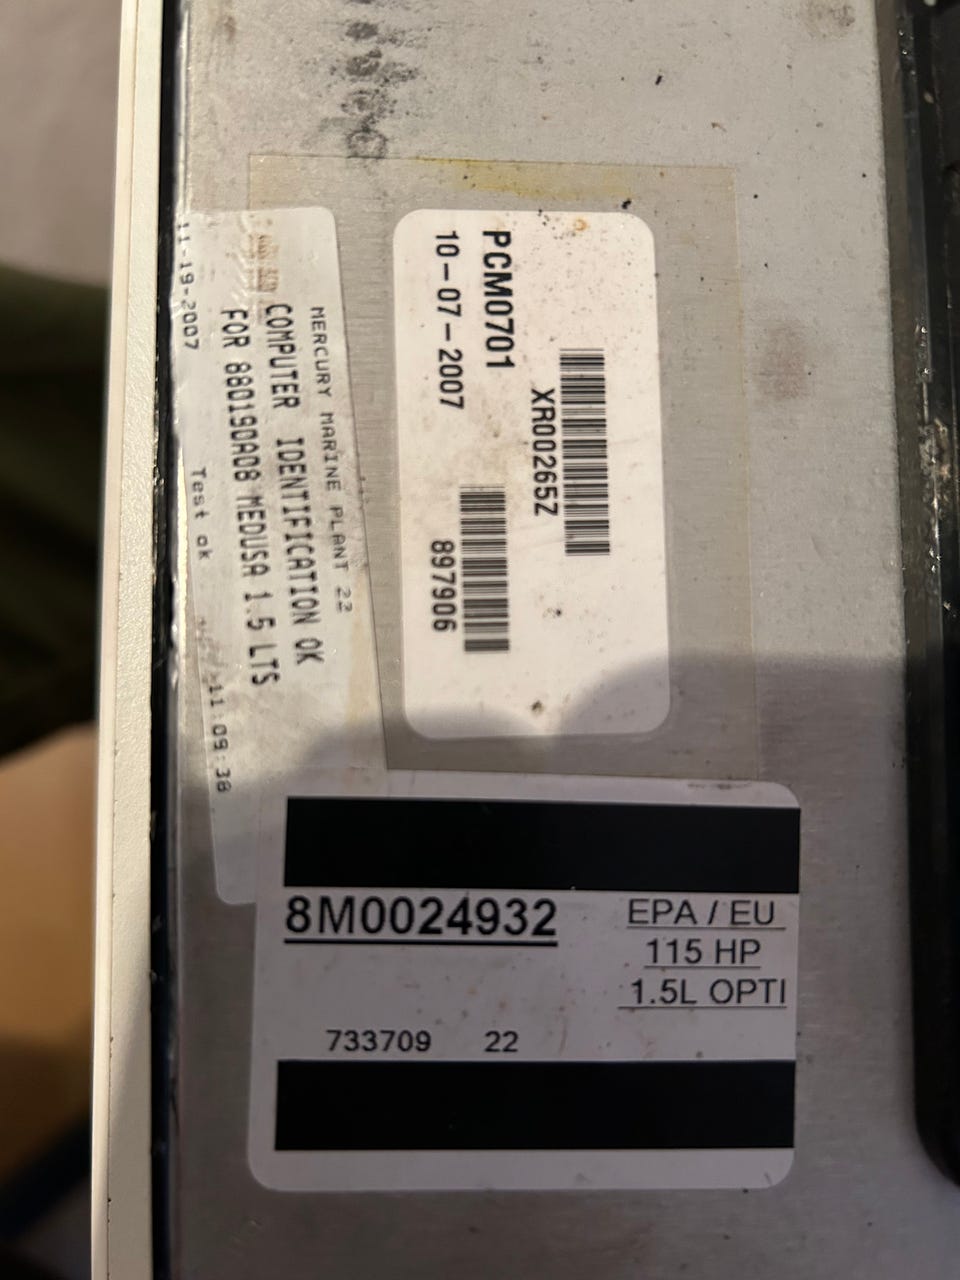 MERCURY MARINE PLANT 22
COMPUTER IDENTIFICATION OK
FOR 880190A08 MEDUSA 1.5 LTS
11-19-2007 Test ok 11:09:38
XR00265Z
PCM0701
897906
10-07-2007
8M0024932
EPA / EU
115 HP
1.5L OPTI
733709 22